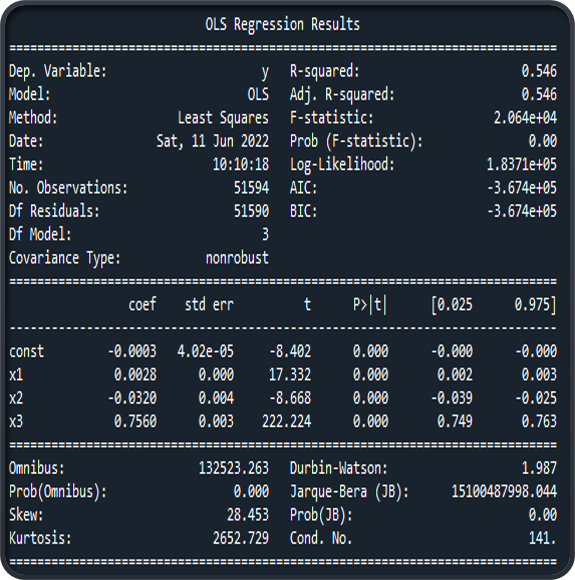 OLS Regression Results
==============================================================================
Dep. Variable: y R-squared: 0.546
Model: OLS Adj. R-squared: 0.546
Method: Least Squares F-statistic: 2.064e+04
Date: Sat, 11 Jun 2022 Prob (F-statistic): 0.00
Time: 10:10:18 Log-Likelihood: 1.8371e+05
No. Observations: 51594 AIC: -3.674e+05
Df Residuals: 51590 BIC: -3.674e+05
Df Model: 3
Covariance Type: nonrobust
==============================================================================
coef std err t P>|t| [0.025 0.975]
------------------------------------------------------------------------------
const -0.0003 4.02e-05 -8.402 0.000 -0.000 -0.000
x1 0.0028 0.000 17.332 0.000 0.002 0.003
x2 -0.0320 0.004 -8.668 0.000 -0.039 -0.025
x3 0.7560 0.003 222.224 0.000 0.749 0.763
==============================================================================
Omnibus: 132523.263 Durbin-Watson: 1.987
Prob(Omnibus): 0.000 Jarque-Bera (JB): 15100487998.044
Skew: 28.453 Prob(JB): 0.00
Kurtosis: 2652.729 Cond. No. 141.
==============================================================================